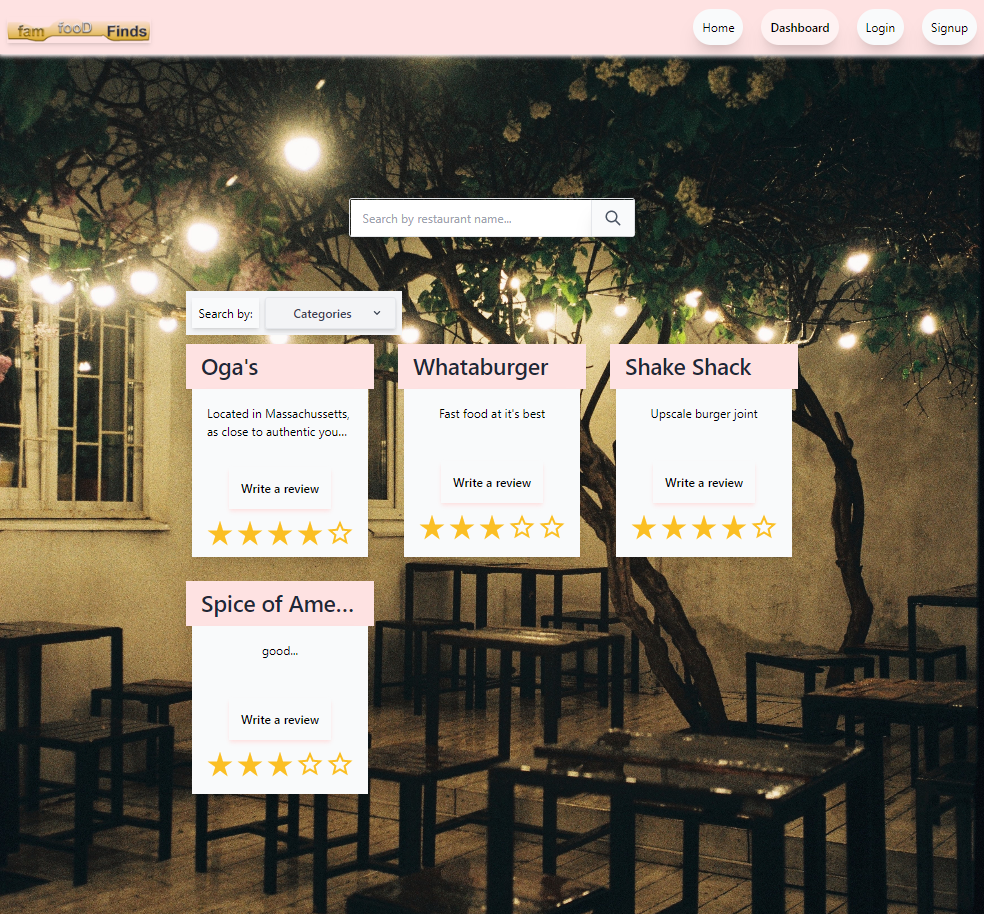 fam fooD Finds
Home
Dashboard
Login
Signup
Search by restaurant name...
Search by:
Categories
Oga's
Whataburger
Shake Shack
Located in Massachussetts,
as close to authentic you...
Fast food at it's best
Upscale burger joint
Write a review
Write a review
Write a review
Spice of Ame...
good...
Write a review